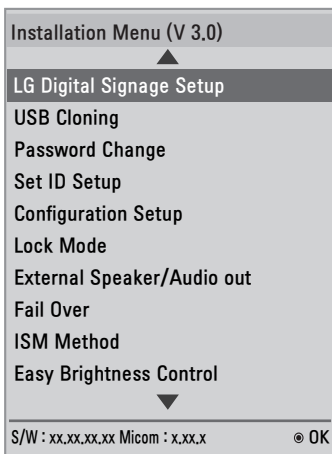 Installation Menu (V 3.0)
LG Digital Signage Setup
USB Cloning
Password Change
Set ID Setup
Configuration Setup
Lock Mode
External Speaker/Audio out
Fail Over
ISM Method
Easy Brightness Control
S/W : xx.xx.xx.xx Micom : x.xx.x ◉ OK